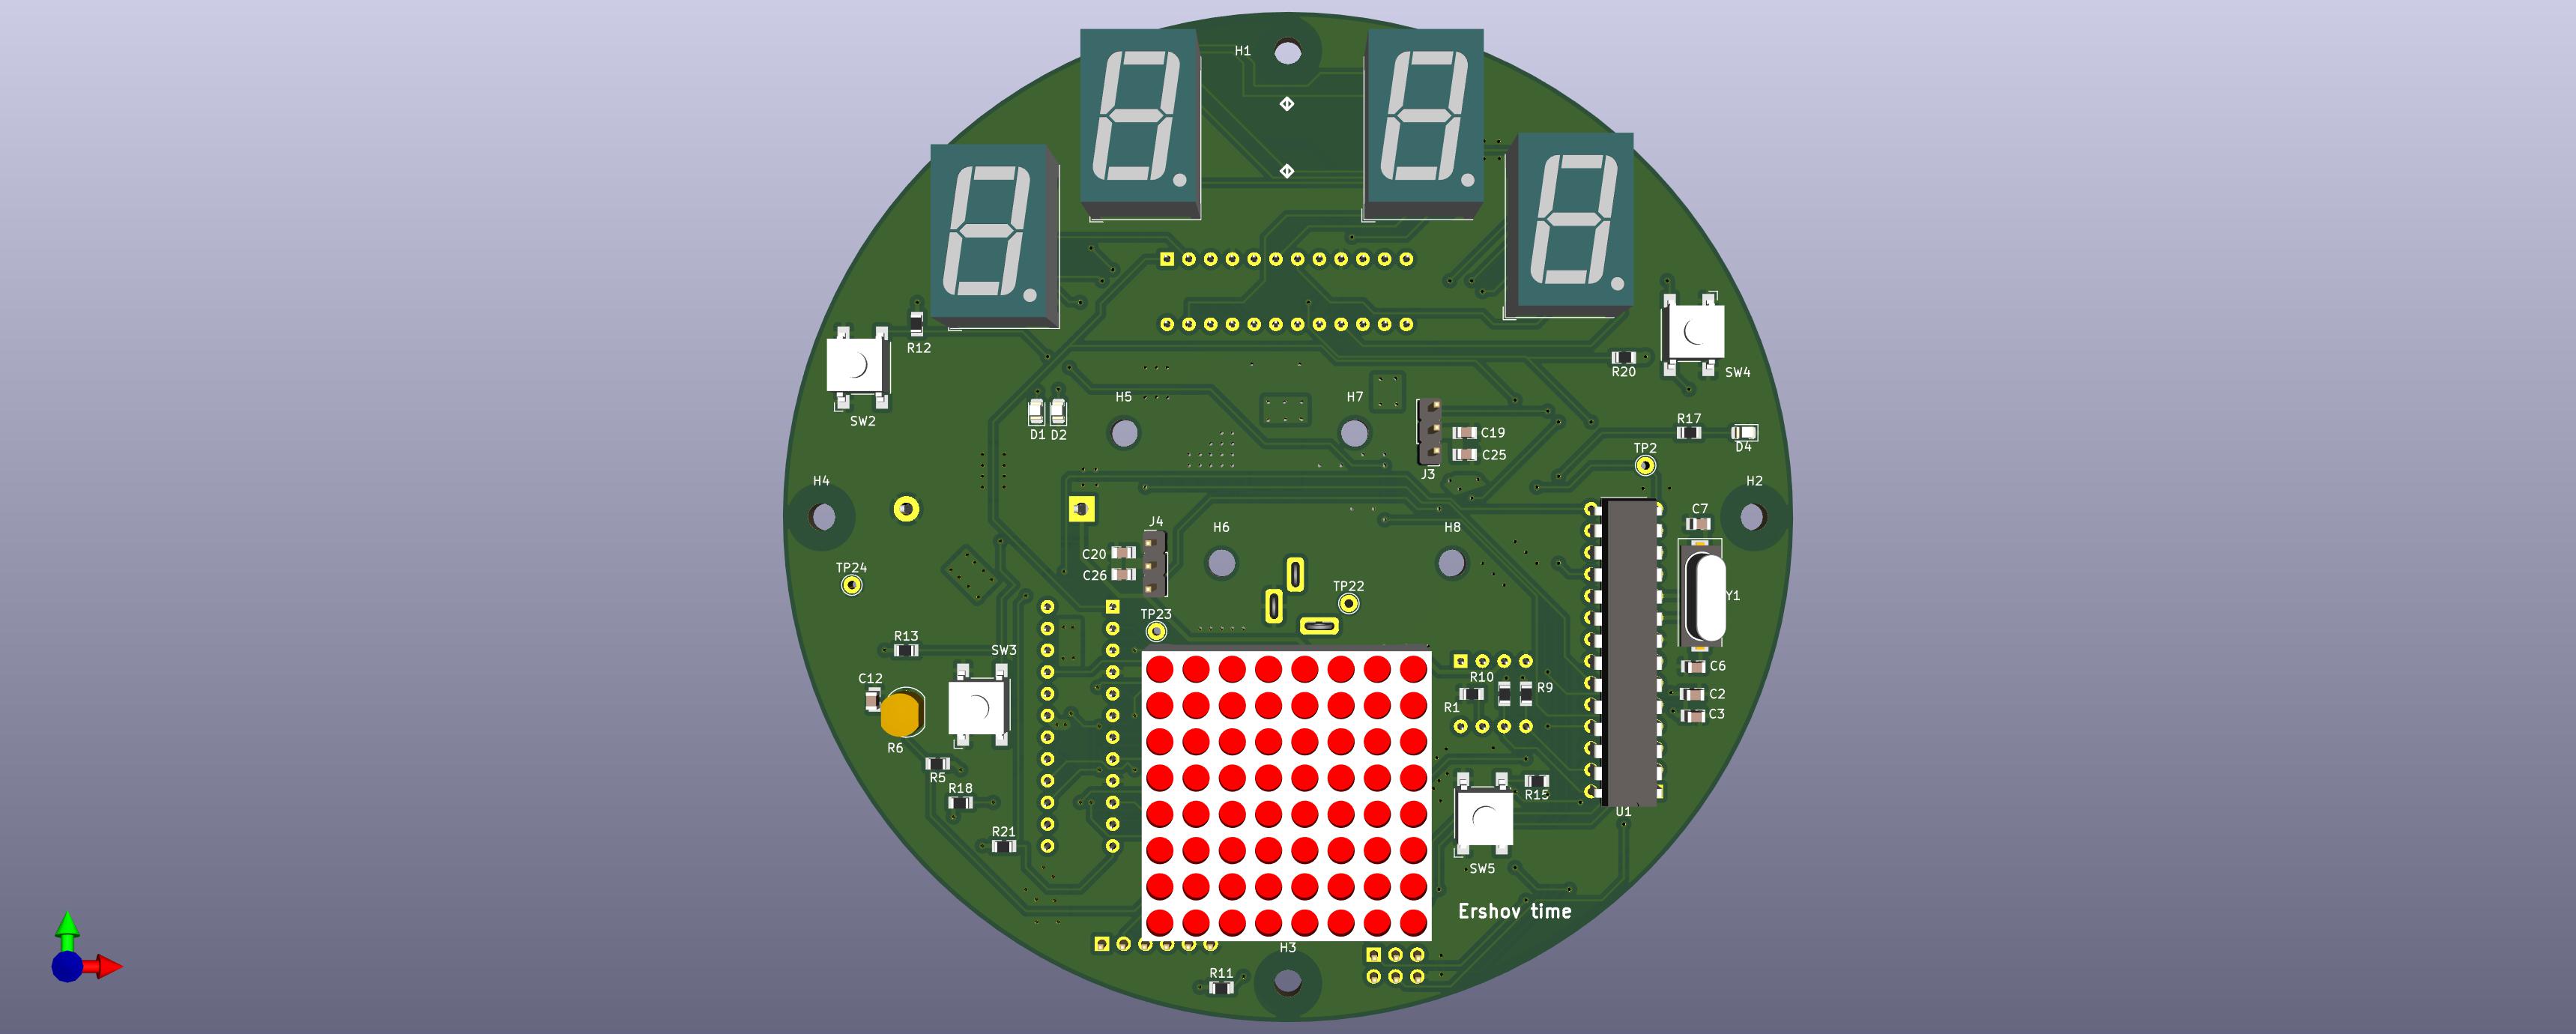 H1
R12
SW2
R20
SW4
H5
H7
D1 D2
R17
D4
C19
C25
J3
TP2
H4
H2
C7
J4
H6
H8
C20
C26
TP24
TP22
TP23
Y1
R13
SW3
C12
R6
R10
R9
R1
C6
C2
C3
R5
R18
R15
R21
U1
SW5
Ershov time
H3
R11